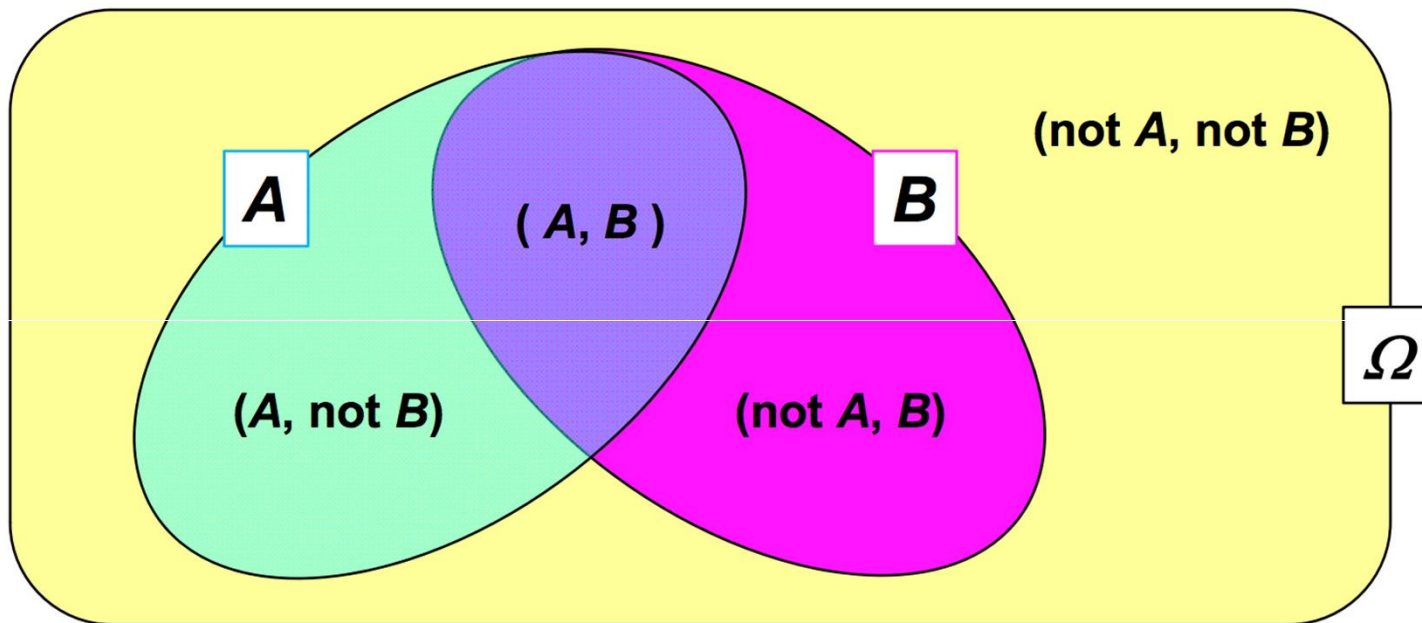 (not A, not B)
A
B
( A, B )
Ω
(A, not B)
(not A, B)